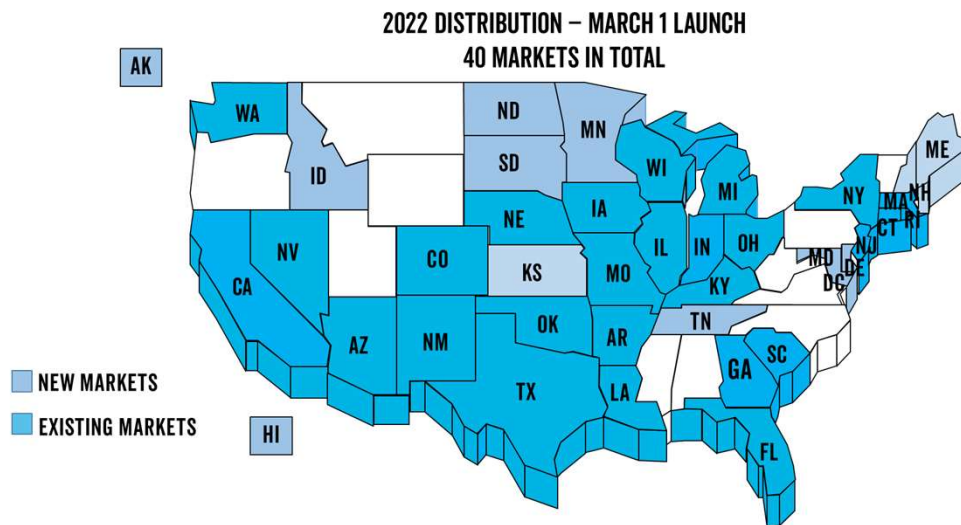 2022 DISTRIBUTION – MARCH 1 LAUNCH
40 MARKETS IN TOTAL
AK
WA
ND
MN
ME
ID
SD
WI
MI
NY
MA
NH
NE
IA
CT
RI
NV
CO
IL
IN
OH
NJ
MD
DE
CA
KS
MO
KY
DC
AZ
NM
OK
AR
TN
TX
LA
GA
SC
FL
NEW MARKETS
EXISTING MARKETS
HI